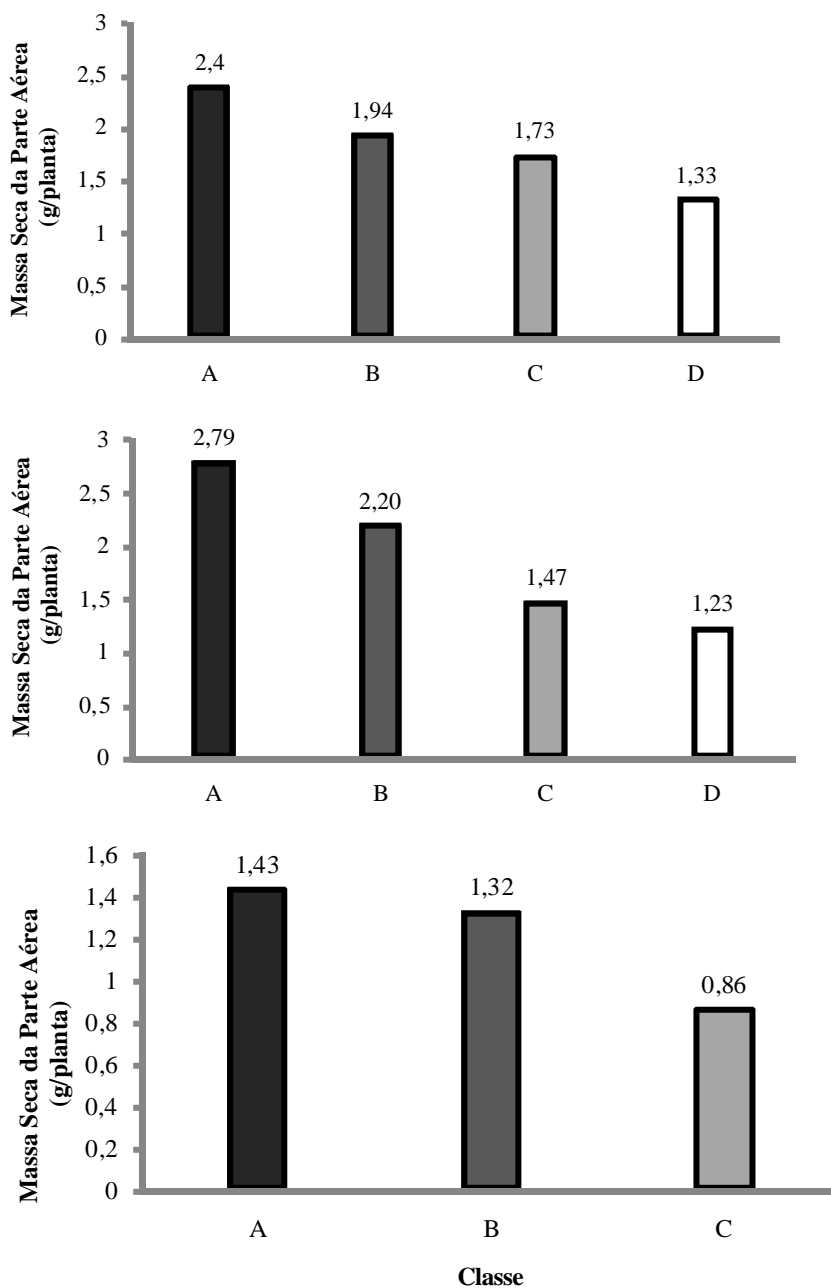 Massa Seca da Parte Aérea
(g/planta)
3
2,5
2
1,5
1
0,5
0
2,4
1,94
1,73
1,33
A
B
C
D
Massa Seca da Parte Aérea
(g/planta)
3
2,5
2
1,5
1
0,5
0
2,79
2,20
1,47
1,23
A
B
C
D
Massa Seca da Parte Aérea
(g/planta)
1,6
1,4
1,2
1
0,8
0,6
0,4
0,2
0
1,43
1,32
0,86
A
B
C
Classe